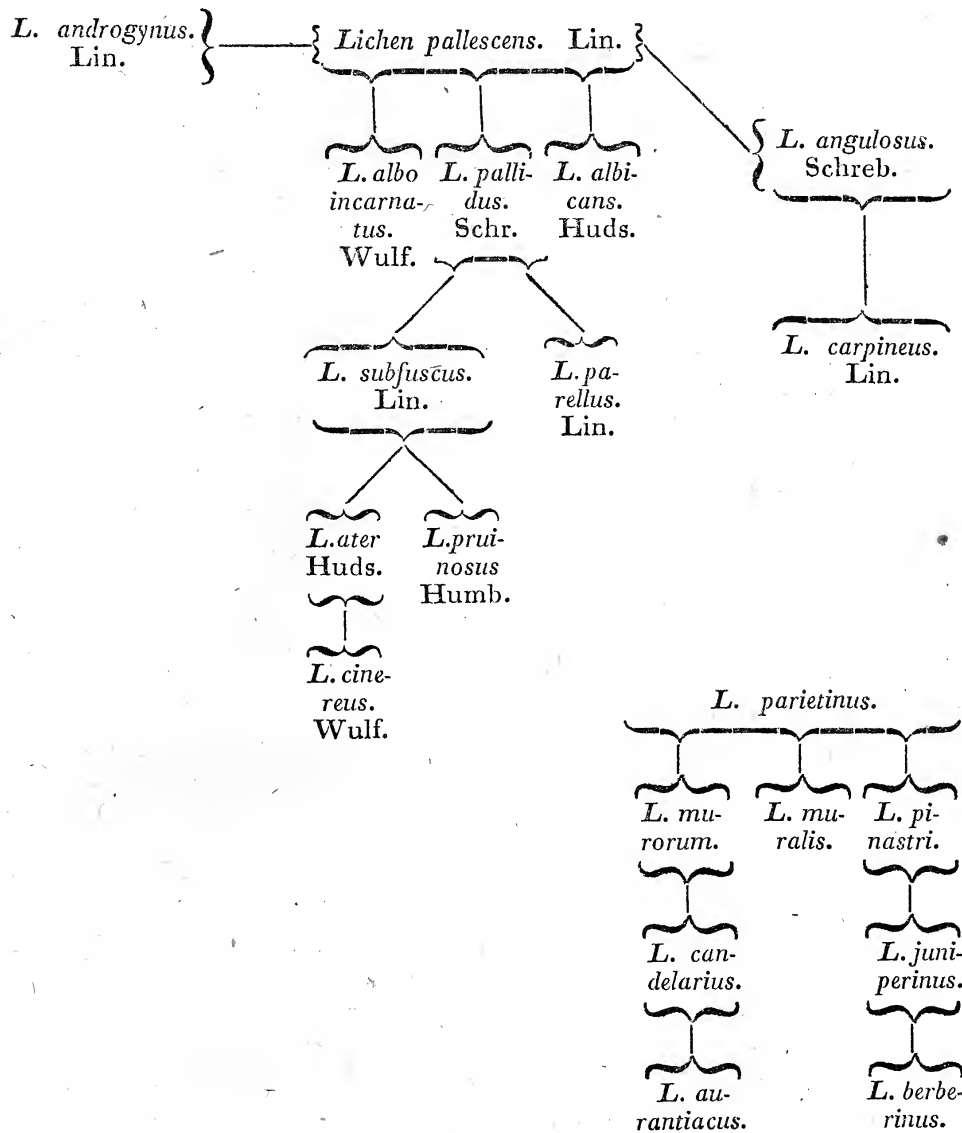 L. androgynus.
Lin.
Lichen pallescens. Lin.
L. angulosus.
Schreb.
L. albo
incarna-
tus.
Wulf.
L. palli-
dus.
Schr.
L. albi-
cans.
Huds.
L. carpineus.
Lin.
L. subfuscus.
Lin.
L. pa-
rellus.
Lin.
L. ater
Huds.
L. prui-
nosus
Humb.
L. cine-
reus.
Wulf.
L. parietinus.
L. mu-
rorum.
L. mu-
ralis.
L. pi-
nastri.
L. can-
delarius.
L. juni-
perinus.
L. au-
rantiacus.
L. berbe-
rinus.